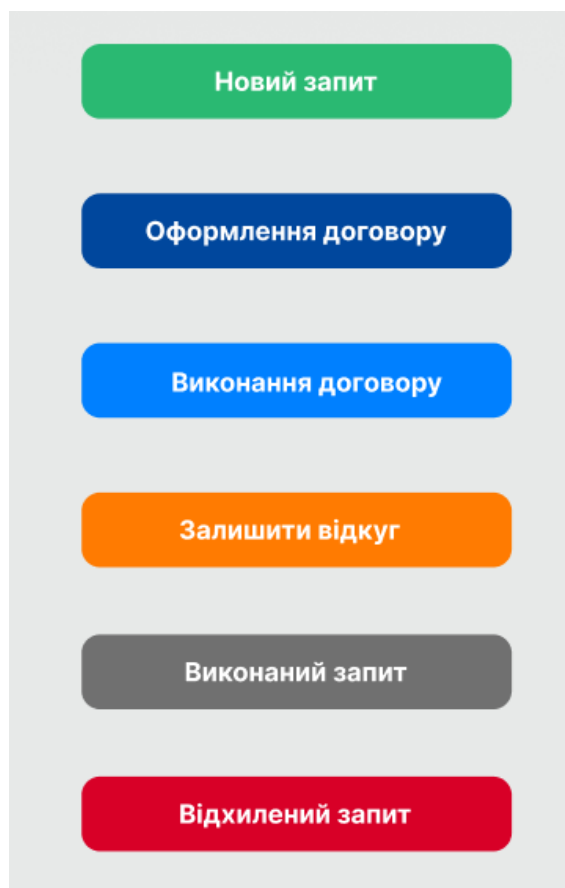 Новий запит
Оформлення договору
Виконання договору
Залишити відкуг
Виконаний запит
Відхилений запит